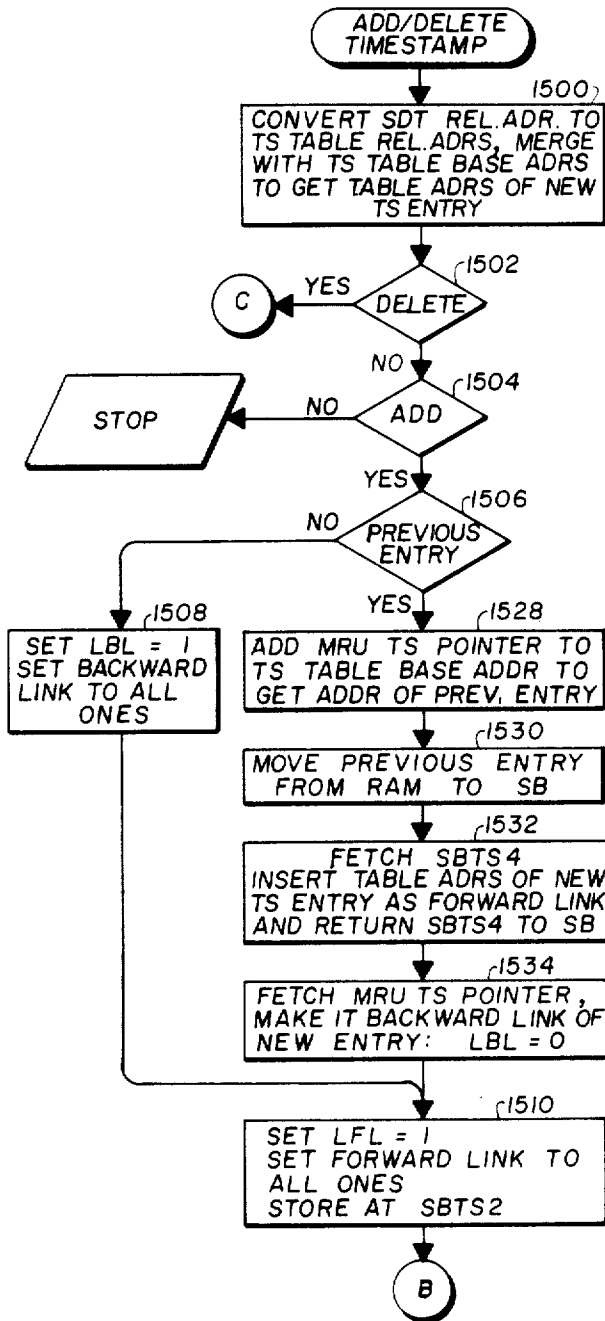 ADD/DELETE
TIMESTAMP
1500
CONVERT SDT REL.ADR. TO
TS TABLE REL.ADRS, MERGE
WITH TS TABLE BASE ADRS
TO GET TABLE ADRS OF NEW
TS ENTRY
1502
YES
C
DELETE
NO
1504
STOP
NO
ADD
YES
1506
NO
PREVIOUS
ENTRY
YES
1508
SET LBL = 1
SET BACKWARD
LINK TO ALL
ONES
1528
ADD MRU TS POINTER TO
TS TABLE BASE ADDR TO
GET ADDR OF PREV. ENTRY
1530
MOVE PREVIOUS ENTRY
FROM RAM TO SB
1532
FETCH SBTS4
INSERT TABLE ADRS OF NEW
TS ENTRY AS FORWARD LINK
AND RETURN SBTS4 TO SB
1534
FETCH MRU TS POINTER,
MAKE IT BACKWARD LINK OF
NEW ENTRY: LBL = 0
1510
SET LFL = 1
SET FORWARD LINK TO
ALL ONES
STORE AT SBTS2
B